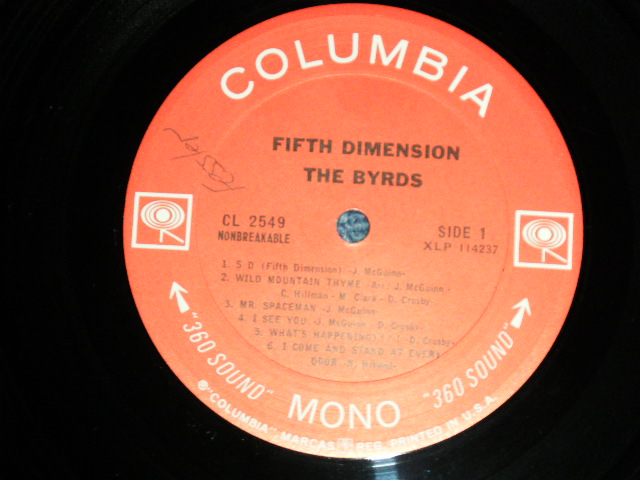 COLUMBIA
FIFTH DIMENSION
THE BYRDS
CL 2549
NONBREAKABLE
SIDE 1
XLP 114237
1. 5 D (Fifth Dimension) -J. McGuinn-
2. WILD MOUNTAIN THYME -Arr: J. McGuinn -
C. Hillman - M. Clark - D. Crosby-
3. MR. SPACEMAN -J. McGuinn-
4. I SEE YOU -J. McGuinn - D. Crosby-
5. WHAT'S HAPPENING?!?! -D. Crosby-
6. I COME AND STAND AT EVERY
DOOR
"360 SOUND" MONO "360 SOUND"
® "COLUMBIA", MARCAS REG. PRINTED IN U.S.A.